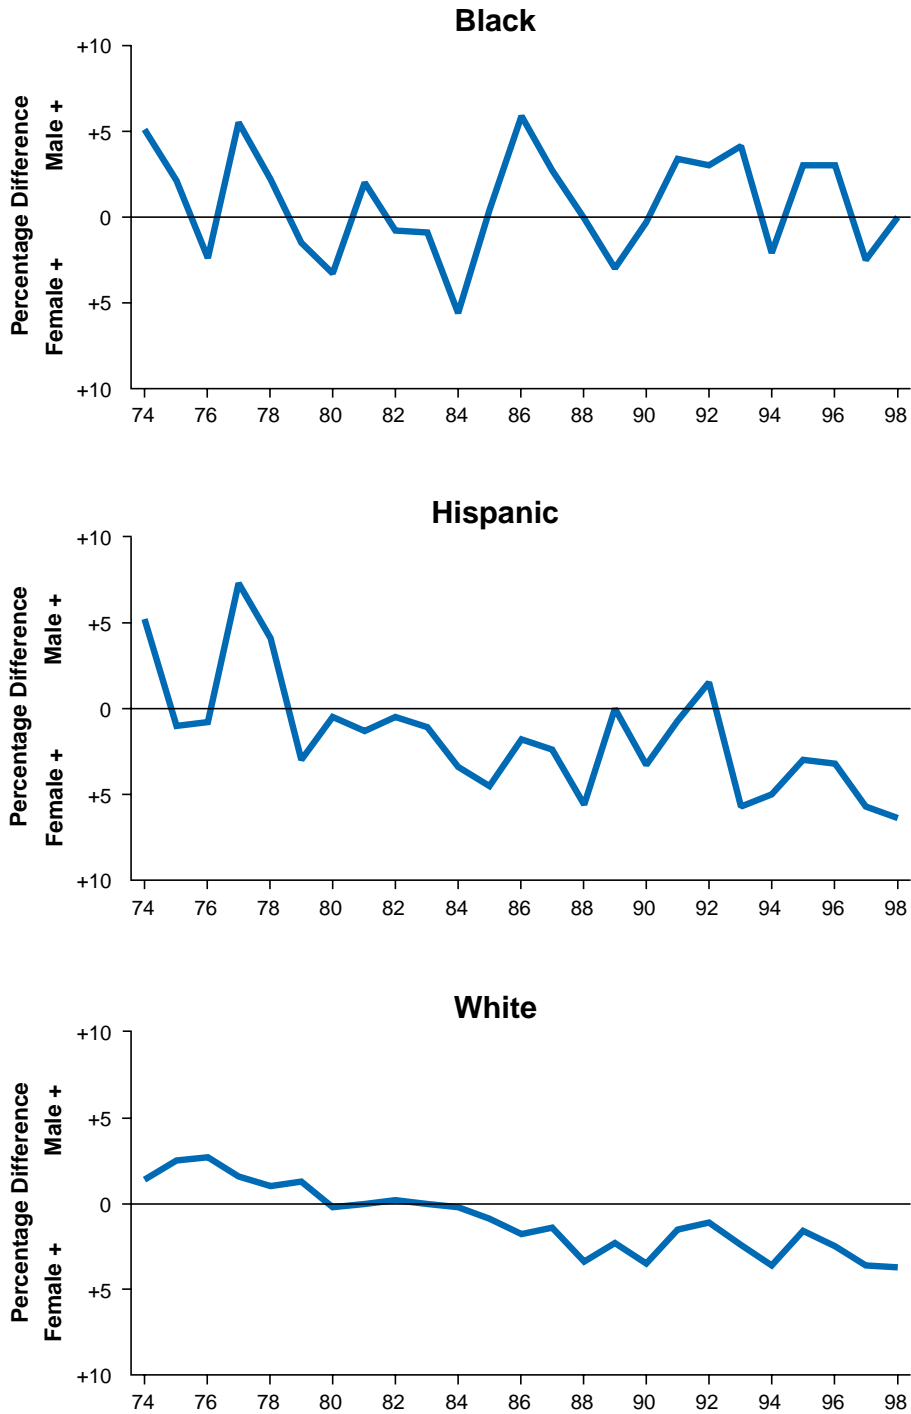 Black
Percentage Difference
Female +   Male +
+10
+5
0
+5
+10
74 76 78 80 82 84 86 88 90 92 94 96 98
Hispanic
Percentage Difference
Female +   Male +
+10
+5
0
+5
+10
74 76 78 80 82 84 86 88 90 92 94 96 98
White
Percentage Difference
Female +   Male +
+10
+5
0
+5
+10
74 76 78 80 82 84 86 88 90 92 94 96 98